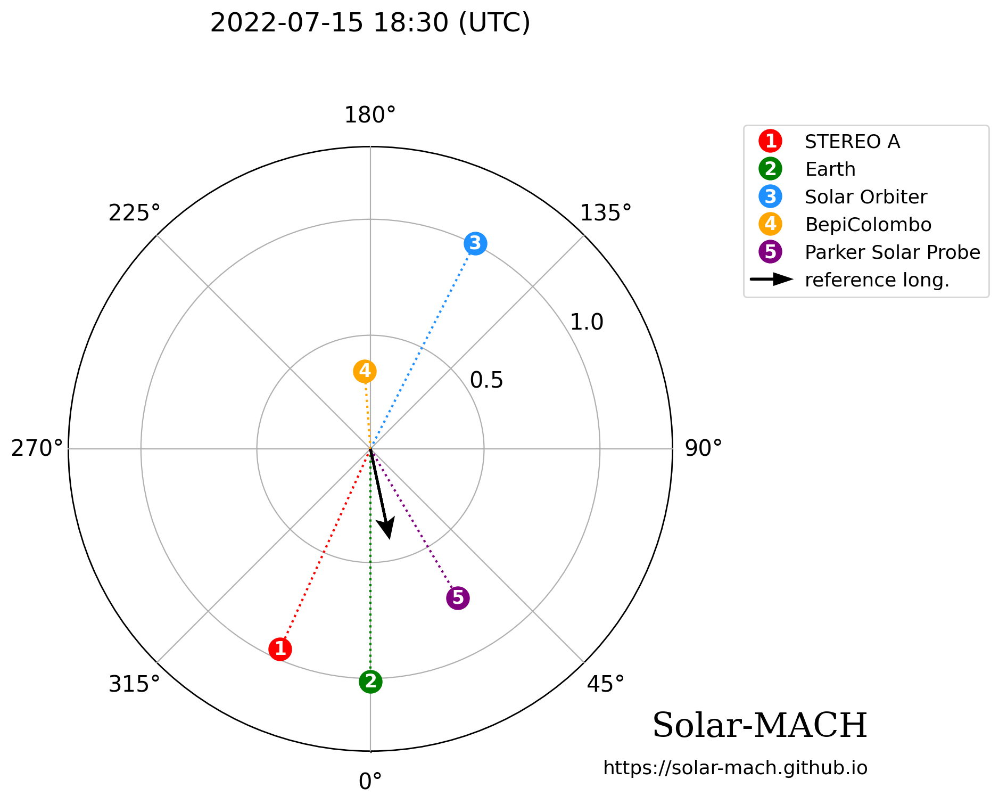 2022-07-15 18:30 (UTC)
180°
225°
135°
1 STEREO A
2 Earth
3 Solar Orbiter
4 BepiColombo
5 Parker Solar Probe
reference long.
3
1.0
4
0.5
270°
90°
5
1
2
315°
45°
0°
Solar-MACH
https://solar-mach.github.io